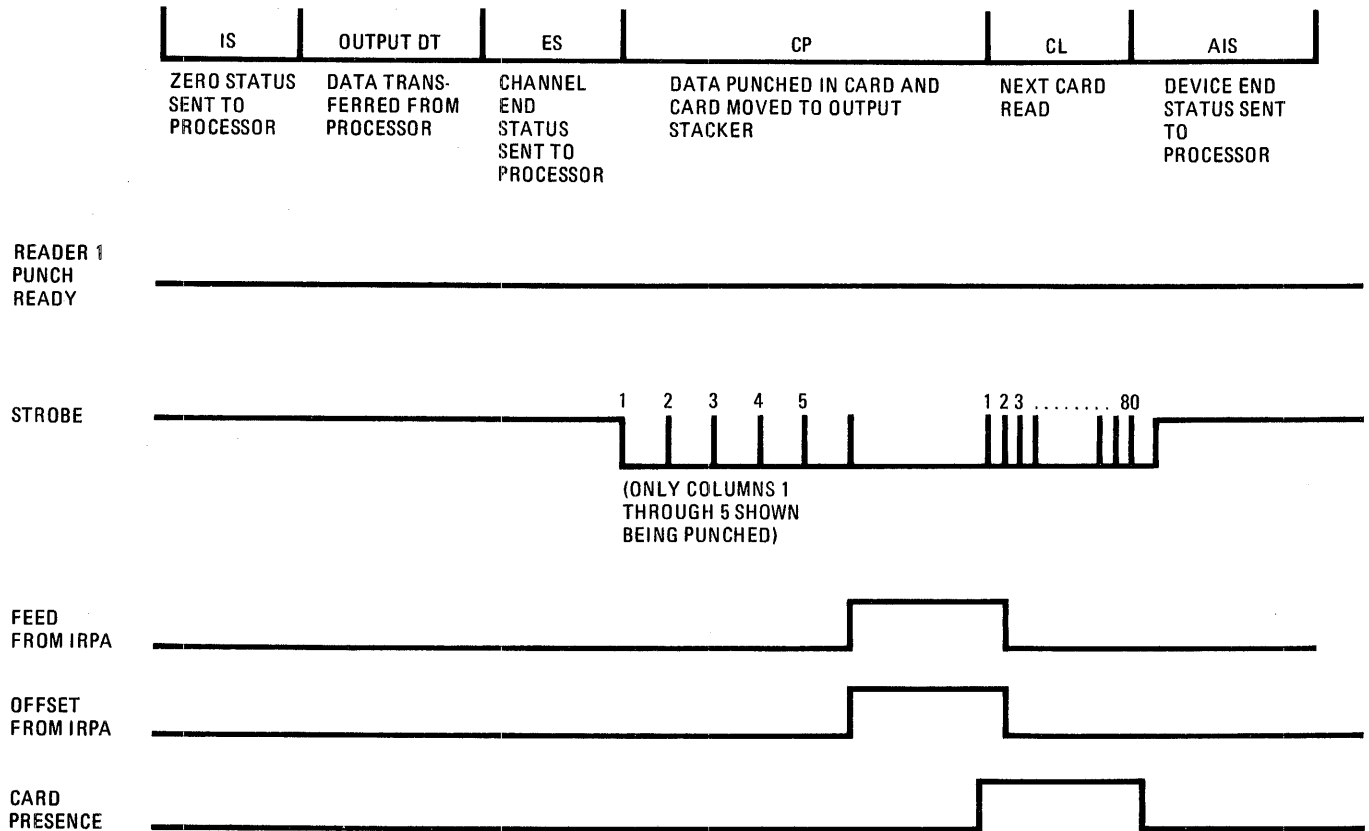 IS OUTPUT DT ES CP CL AIS
ZERO STATUS
SENT TO
PROCESSOR
DATA TRANS-
FERRED FROM
PROCESSOR
CHANNEL
END
STATUS
SENT TO
PROCESSOR
DATA PUNCHED IN CARD AND
CARD MOVED TO OUTPUT
STACKER
NEXT CARD
READ
DEVICE END
STATUS SENT
TO
PROCESSOR
READER 1
PUNCH
READY
STROBE
1 2 3 4 5 1 2 3 ........ 80
(ONLY COLUMNS 1
THROUGH 5 SHOWN
BEING PUNCHED)
FEED
FROM IRPA
OFFSET
FROM IRPA
CARD
PRESENCE